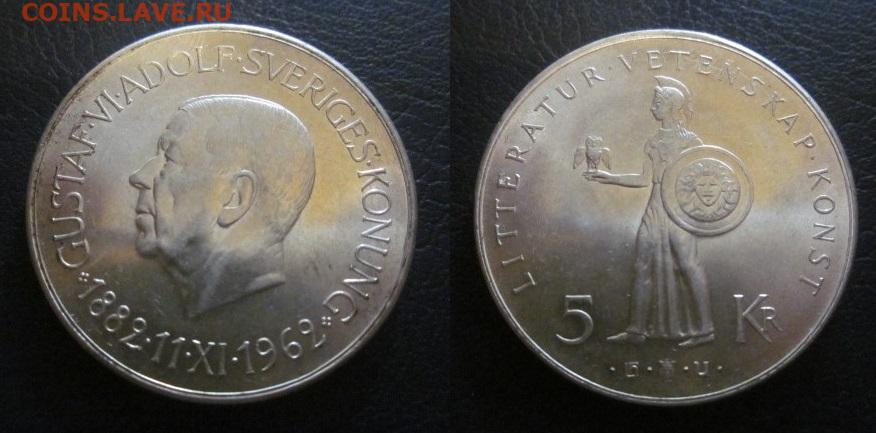 COINS.LAVE.RU
GUSTAF·VI·ADOLF·SVERIGES·KONUNG
1882·11·XI·1962
LITTERATUR·VETENSKAP·KONST
5 KR
·U·